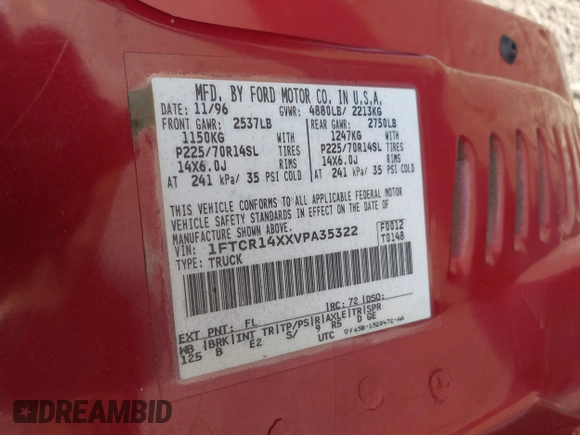 MFD. BY FORD MOTOR CO. IN U.S.A.
DATE: 11/96 GVWR: 4880LB/ 2213KG
FRONT GAWR: 2537LB REAR GAWR: 2750LB
1150KG WITH 1247KG WITH
P225/70R14SL TIRES P225/70R14SL TIRES
14X6.0J RIMS 14X6.0J RIMS
AT 241 kPa/ 35 PSI COLD AT 241 kPa/ 35 PSI COLD
THIS VEHICLE CONFORMS TO ALL APPLICABLE FEDERAL MOTOR
VEHICLE SAFETY STANDARDS IN EFFECT ON THE DATE OF
MANUFACTURE SHOWN ABOVE.
VIN: 1FTCR14XXVPA35322 F0012
TYPE: TRUCK T0148
EXT PNT: FL RC: 72 DSO:
WB BRK INT TR TP/PS R AXLE TR SPR
125 B E2 S/ 9 R5 D GE
UTC
DREAMBID